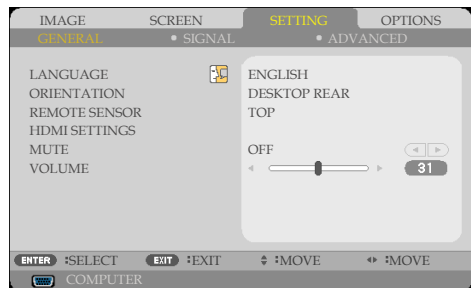 IMAGE SCREEN SETTING OPTIONS
GENERAL • SIGNAL • ADVANCED
LANGUAGE ENGLISH
ORIENTATION DESKTOP REAR
REMOTE SENSOR TOP
HDMI SETTINGS
MUTE OFF
VOLUME 31
ENTER :SELECT EXIT :EXIT :MOVE :MOVE
COMPUTER